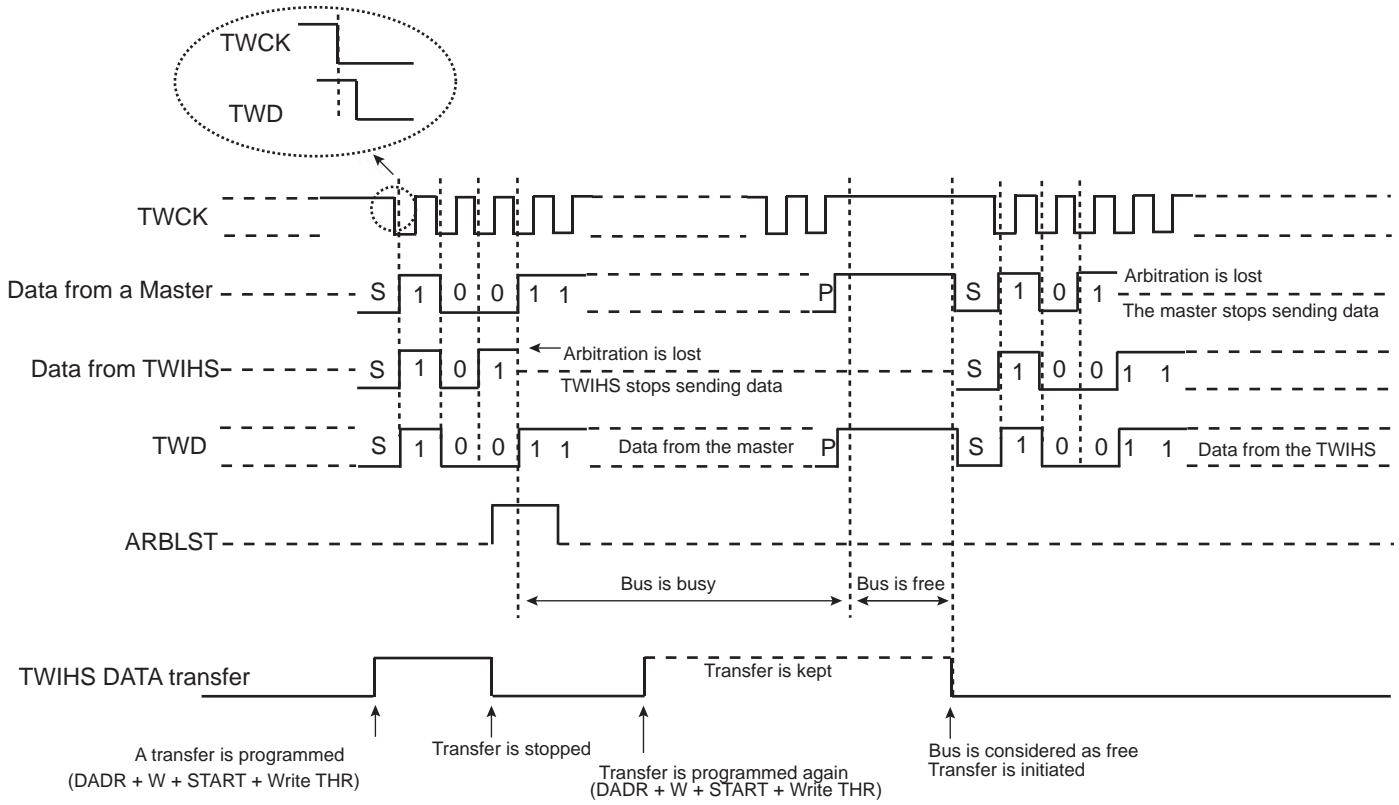 TWCK
TWD
TWCK
Data from a Master S 1 0 0 1 1 P S 1 0 1 Arbitration is lost
The master stops sending data
Data from TWIHS S 1 0 1 Arbitration is lost
TWIHS stops sending data S 1 0 0 1 1
TWD S 1 0 0 1 1 Data from the master P S 1 0 0 1 1 Data from the TWIHS
ARBLST
Bus is busy Bus is free
TWIHS DATA transfer Transfer is kept
A transfer is programmed
(DADR + W + START + Write THR)
Transfer is stopped
Transfer is programmed again
(DADR + W + START + Write THR)
Bus is considered as free
Transfer is initiated